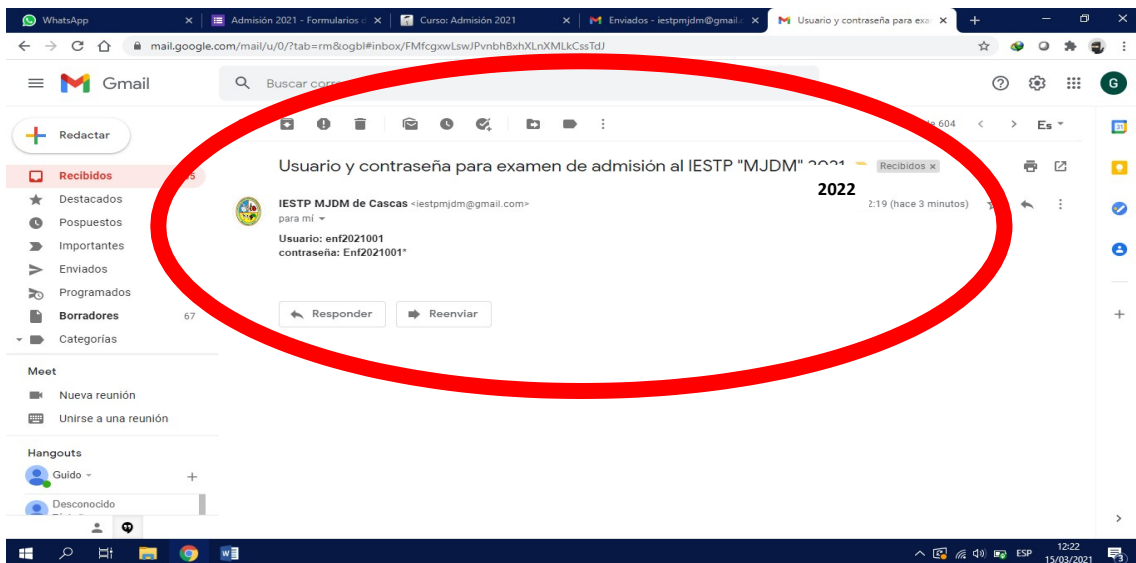 WhatsApp
Admisión 2021 - Formularios d
Curso: Admisión 2021
Enviados - iestpmjdm@gmail.c
Usuario y contraseña para exa
mail.google.com/mail/u/0/?tab=rm&ogbl#inbox/FMfcgxwLswJPvnbhBxhXLnXMLkCssTdJ
Gmail
Buscar corr
G
Redactar
604
Es
31
Recibidos
5
Usuario y contraseña para examen de admisión al IESTP "MJDM" 2021
Recibidos x
2022
Destacados
IESTP MJDM de Cascas <iestpmjdm@gmail.com>
2:19 (hace 3 minutos)
para mí
Pospuestos
Usuario: enf2021001
Importantes
contraseña: Enf2021001*
Enviados
Programados
Borradores 67
Responder
Reenviar
Categorías
Meet
Nueva reunión
Unirse a una reunión
Hangouts
Guido
Desconocido
ESP
12:22
15/03/2021
3